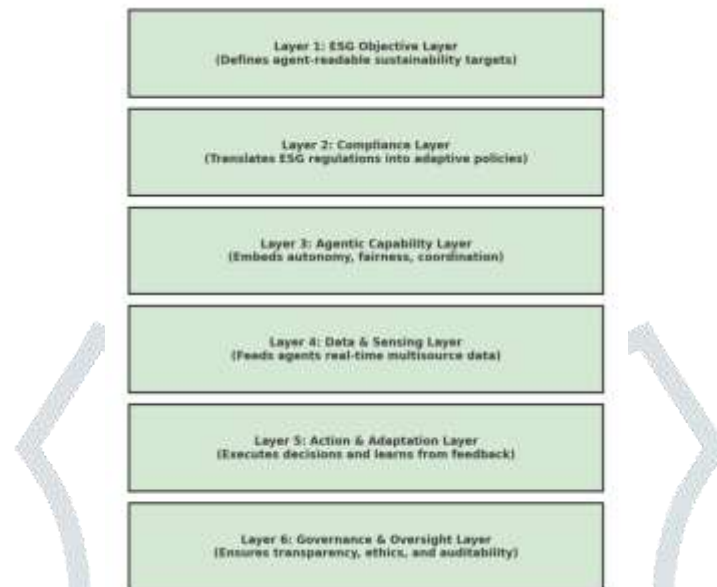 Layer 1: ESG Objective Layer
(Defines agent-readable sustainability targets)
Layer 2: Compliance Layer
(Translates ESG regulations into adaptive policies)
Layer 3: Agentic Capability Layer
(Embeds autonomy, fairness, coordination)
Layer 4: Data & Sensing Layer
(Feeds agents real-time multisource data)
Layer 5: Action & Adaptation Layer
(Executes decisions and learns from feedback)
Layer 6: Governance & Oversight Layer
(Ensures transparency, ethics, and auditability)